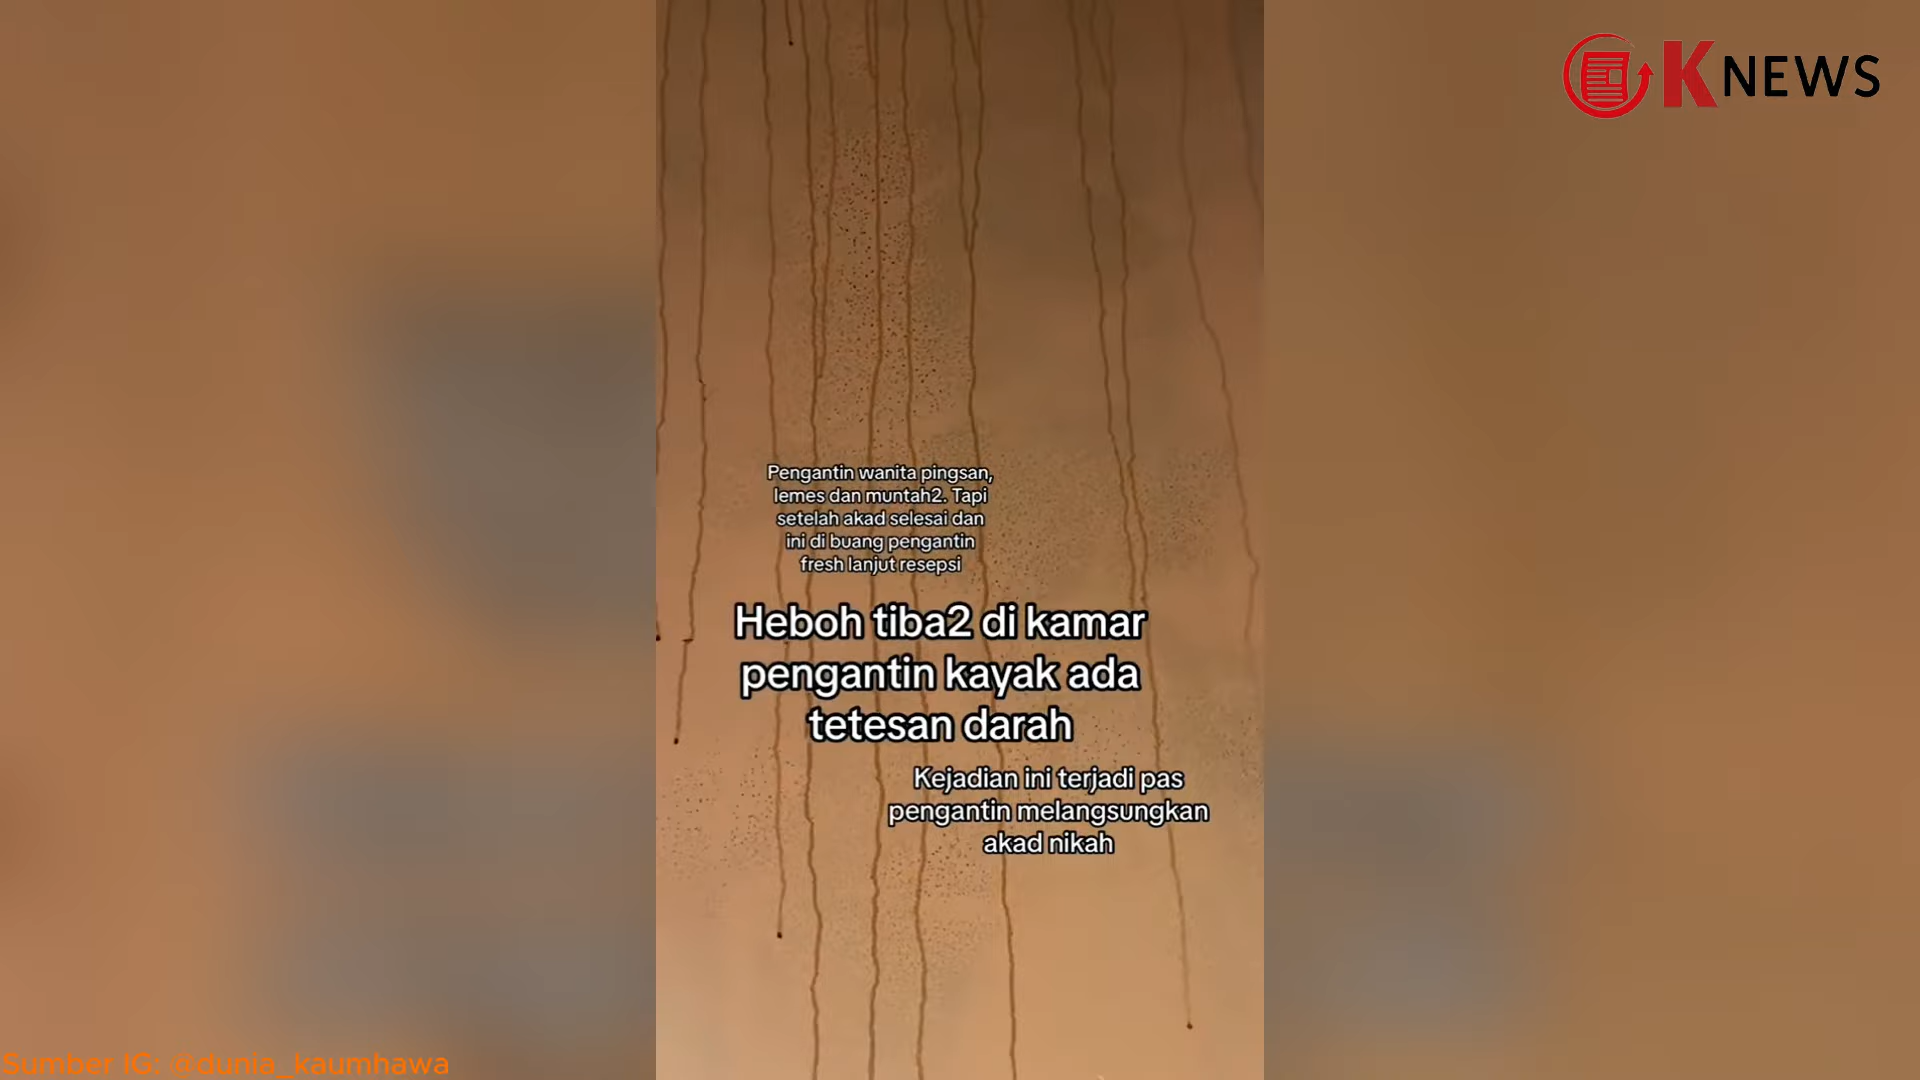 KNEWS
Pengantin wanita pingsan,
lemes dan muntah2. Tapi
setelah akad selesai dan
ini di buang pengantin
fresh lanjut resepsi
Heboh tiba2 di kamar
pengantin kayak ada
tetesan darah
Kejadian ini terjadi pas
pengantin melangsungkan
akad nikah
Sumber IG: @dunia_kaumhawa